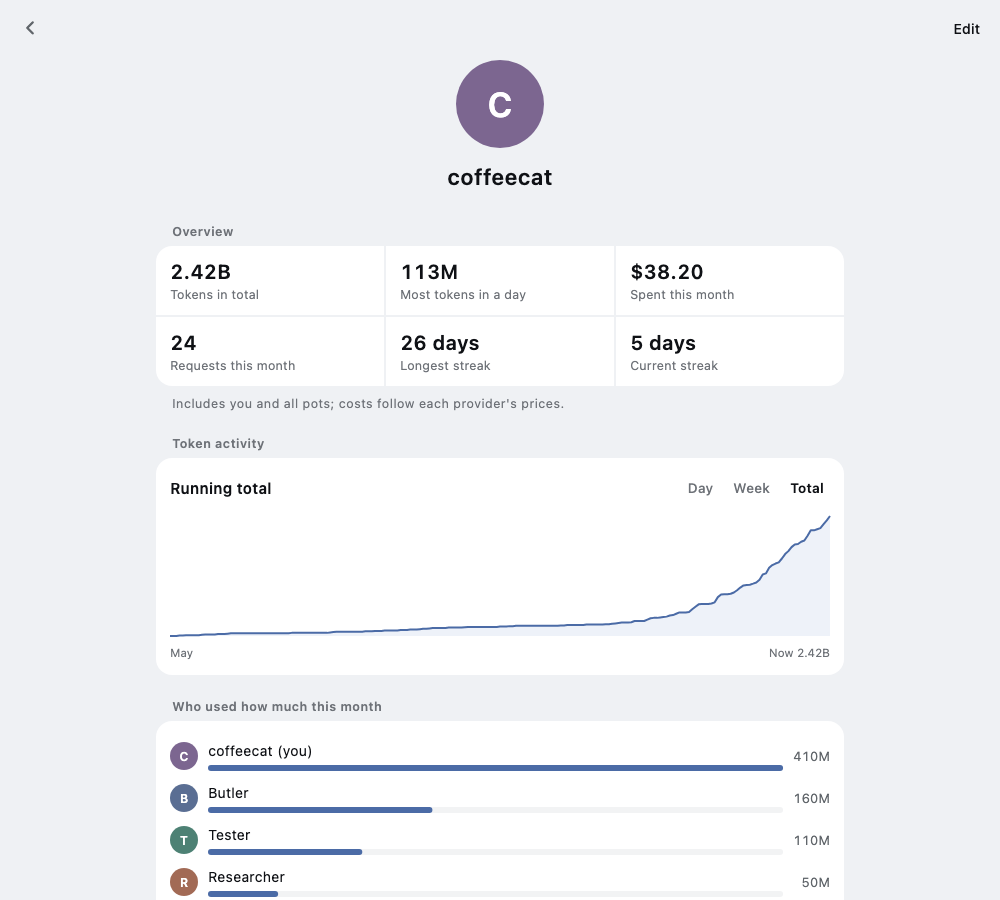 Edit
C
coffeecat
Overview
2.42B
Tokens in total
113M
Most tokens in a day
$38.20
Spent this month
24
Requests this month
26 days
Longest streak
5 days
Current streak
Includes you and all pots; costs follow each provider's prices.
Token activity
Running total
Day Week Total
May
Now 2.42B
Who used how much this month
C coffeecat (you) 410M
B Butler 160M
T Tester 110M
R Researcher 50M